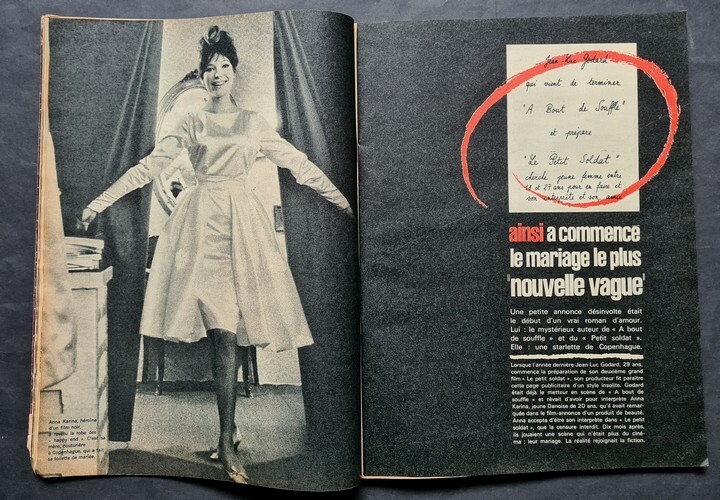 Anna Karina, héroïne
d'un film noir,
a revêtu la robe des
« happy end ». C'est sa
mère, couturière
à Copenhague, qui a fait
sa toilette de mariée.
Jean-Luc Godard
qui vient de terminer
"A Bout de Souffle"
et prépare
"Le Petit Soldat"
cherche jeune femme entre
18 et 27 ans pour en faire et
son interprète et son amie
ainsi a commencé
le mariage le plus
"nouvelle vague"
Une petite annonce désinvolte était
le début d'un vrai roman d'amour.
Lui : le mystérieux auteur de « A bout
de souffle » et du « Petit soldat ».
Elle : une starlette de Copenhague.
Lorsque l'année dernière Jean-Luc Godard, 29 ans,
commença la préparation de son deuxième grand
film « Le petit soldat », son producteur fit paraître
cette page publicitaire d'un style insolite. Godard
était déjà le metteur en scène de « A bout de
souffle » et rêvait d'avoir pour interprète Anna
Karina, jeune Danoise de 20 ans, qu'il avait remar-
quée dans le film-annonce d'un produit de beauté.
Anna accepta d'être son interprète dans « Le petit
soldat », que la censure interdit. Dix mois après,
ils jouaient une scène qui n'était plus du ciné-
ma : leur mariage. La réalité rejoignait la fiction.